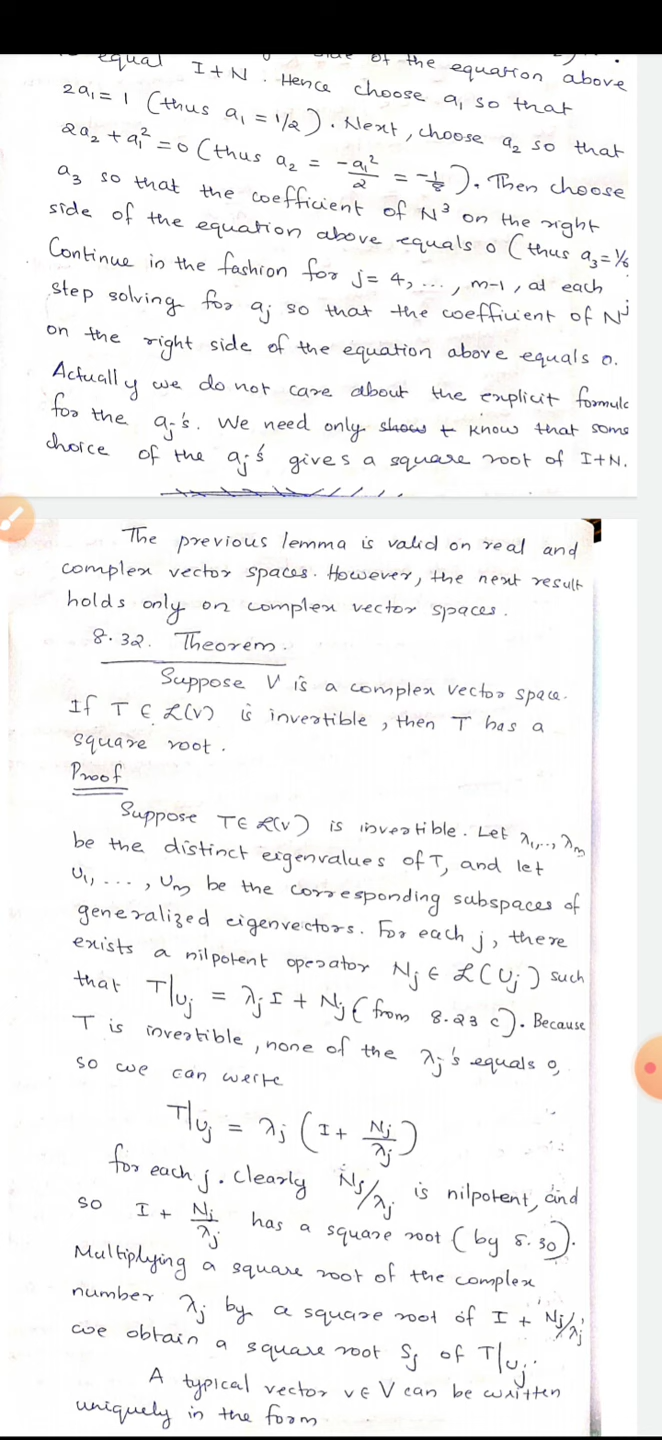 equal I+N. Hence choose a₁ so that
of the equation above
2a₁ = 1 (thus a₁ = 1/2). Next, choose a₂ so that
2a₂ + a₁² = 0 (thus a₂ = -a₁²/2 = -1/8). Then choose
a₃ so that the coefficient of N³ on the right
side of the equation above equals 0 (thus a₃ = 1/6
Continue in the fashion for j = 4, ..., m-1, at each
step solving for aⱼ so that the coefficient of Nʲ
on the right side of the equation above equals 0.
Actually we do not care about the explicit formula
for the aⱼ's. We need only show t know that some
choice of the aⱼ's gives a square root of I+N.
The previous lemma is valid on real and
complex vector spaces. However, the next result
holds only on complex vector spaces.
8.32. Theorem.
Suppose V is a complex vector space.
If T ∈ ℒ(V) is invertible, then T has a
square root.
Proof
Suppose T ∈ ℒ(V) is invertible. Let λ₁,..., λₘ
be the distinct eigenvalues of T, and let
U₁, ..., Uₘ be the corresponding subspaces of
generalized eigenvectors. For each j, there
exists a nilpotent operator Nⱼ ∈ ℒ(Uⱼ) such
that T|Uⱼ = λⱼI + Nⱼ (from 8.23 c). Because
T is invertible, none of the λⱼ's equals 0,
so we can write
T|Uⱼ = λⱼ (I + Nⱼ/λⱼ)
for each j. Clearly Nⱼ/λⱼ is nilpotent, and
so I + Nⱼ/λⱼ has a square root (by 8.30).
Multiplying a square root of the complex
number λⱼ by a square root of I + Nⱼ/λⱼ
we obtain a square root Sⱼ of T|Uⱼ.
A typical vector v ∈ V can be written
uniquely in the form